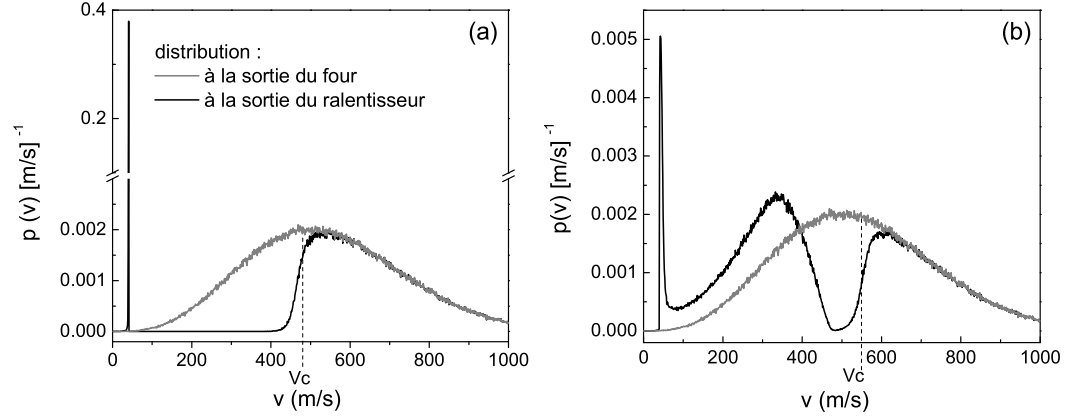 (a)
distribution :
à la sortie du four
à la sortie du ralentisseur
p (v) [m/s] -1
0.4
0.2
0.002
0.001
0.000
0 200 400 600 800 1000
Vc
v (m/s)
(b)
p(v) [m/s] -1
0.005
0.004
0.003
0.002
0.001
0.000
0 200 400 600 800 1000
Vc
v (m/s)